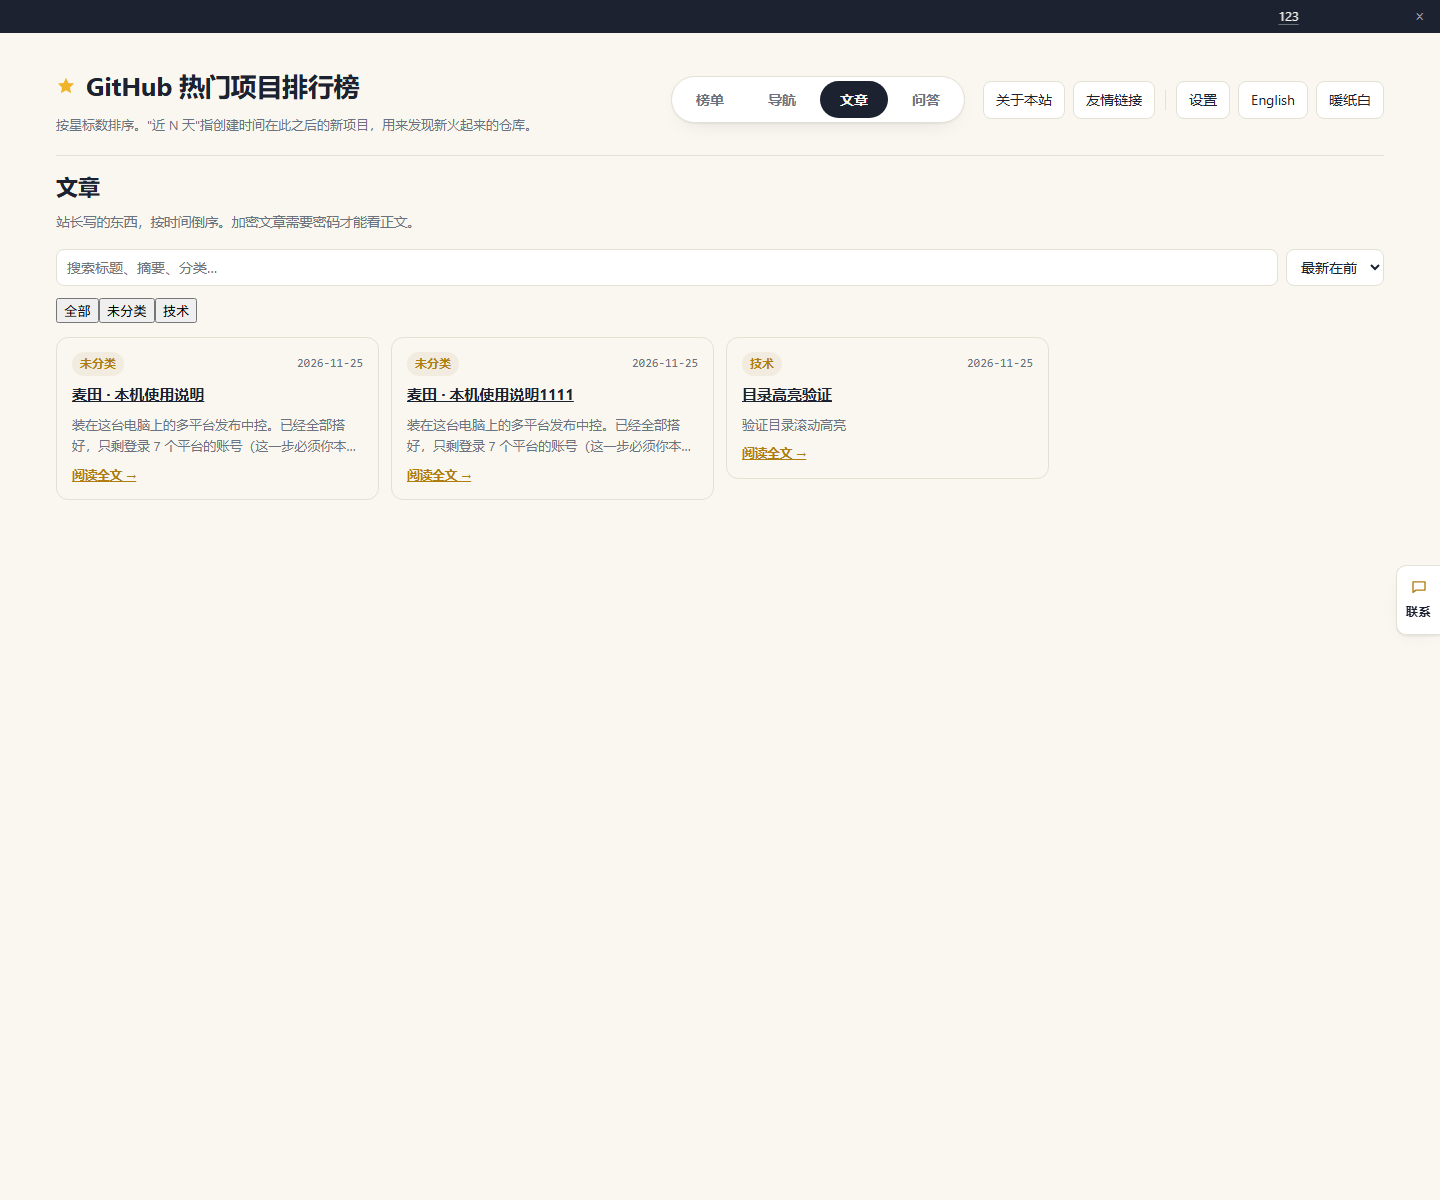 123
×
GitHub 热门项目排行榜
榜单 导航 文章 问答
关于本站 友情链接 设置 English 暖纸白
按星标数排序。"近 N 天"指创建时间在此之后的新项目，用来发现新火起来的仓库。
文章
站长写的东西，按时间倒序。加密文章需要密码才能看正文。
搜索标题、摘要、分类…
最新在前
全部 未分类 技术
未分类 2026-11-25
麦田 · 本机使用说明
装在这台电脑上的多平台发布中控。已经全部搭
好，只剩登录 7 个平台的账号（这一步必须你本…
阅读全文 →
未分类 2026-11-25
麦田 · 本机使用说明1111
装在这台电脑上的多平台发布中控。已经全部搭
好，只剩登录 7 个平台的账号（这一步必须你本…
阅读全文 →
技术 2026-11-25
目录高亮验证
验证目录滚动高亮
阅读全文 →
联系